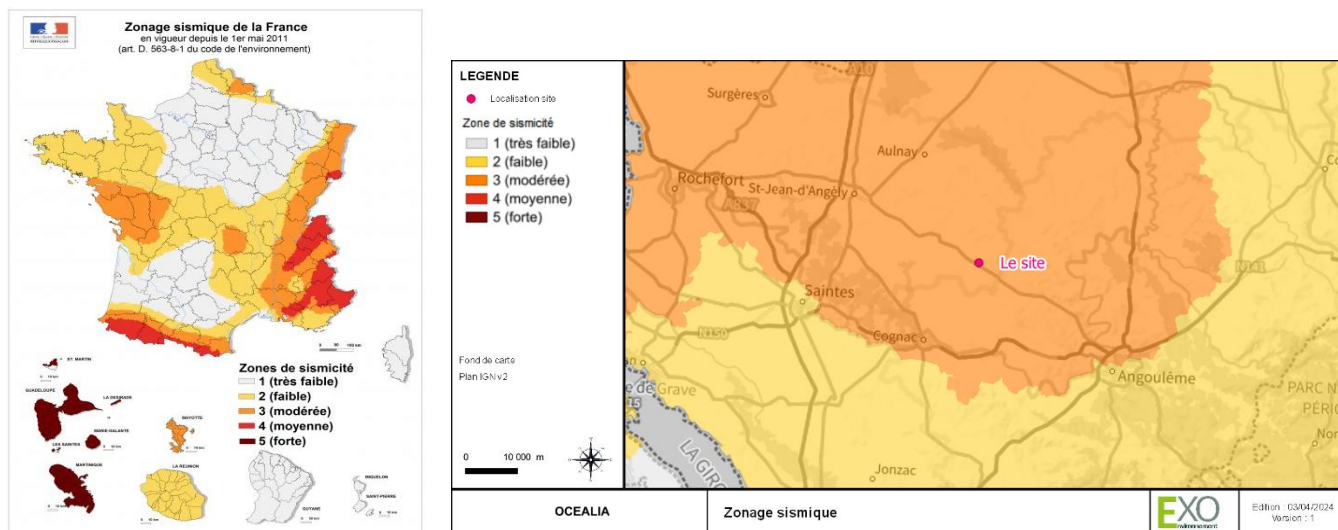 Zonage sismique de la France
en vigueur depuis le 1er mai 2011
(art. D. 563-8-1 du code de l'environnement)
Zones de sismicité
1 (très faible)
2 (faible)
3 (modérée)
4 (moyenne)
5 (forte)
ST. MARTIN
GUADELOUPE
LA DESIRADE
MARIE-GALANTE
LES SAINTES
MAYOTTE
MARTINIQUE
LA RÉUNION
GUYANE
MIQUELON
SAINT-PIERRE
LEGENDE
Localisation site
Zone de sismicité
1 (très faible)
2 (faible)
3 (modérée)
4 (moyenne)
5 (forte)
Fond de carte
Plan IGN v2
0 10 000 m
A10
Surgères
Aulnay
Rochefort
St-Jean-d'Angély
A837
Le site
N141
Saintes
Cognac
N150
Angoulême
de Grave
PARC N
PÉRI
LA GIRO
Jonzac
OCEALIA
Zonage sismique
EXO
Environnement
Edition : 03/04/2024
Version : 1